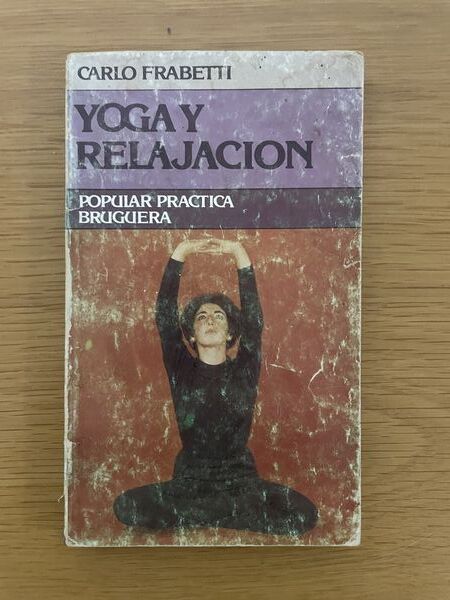 CARLO FRABETTI
YOGA Y
RELAJACION
POPULAR PRACTICA
BRUGUERA